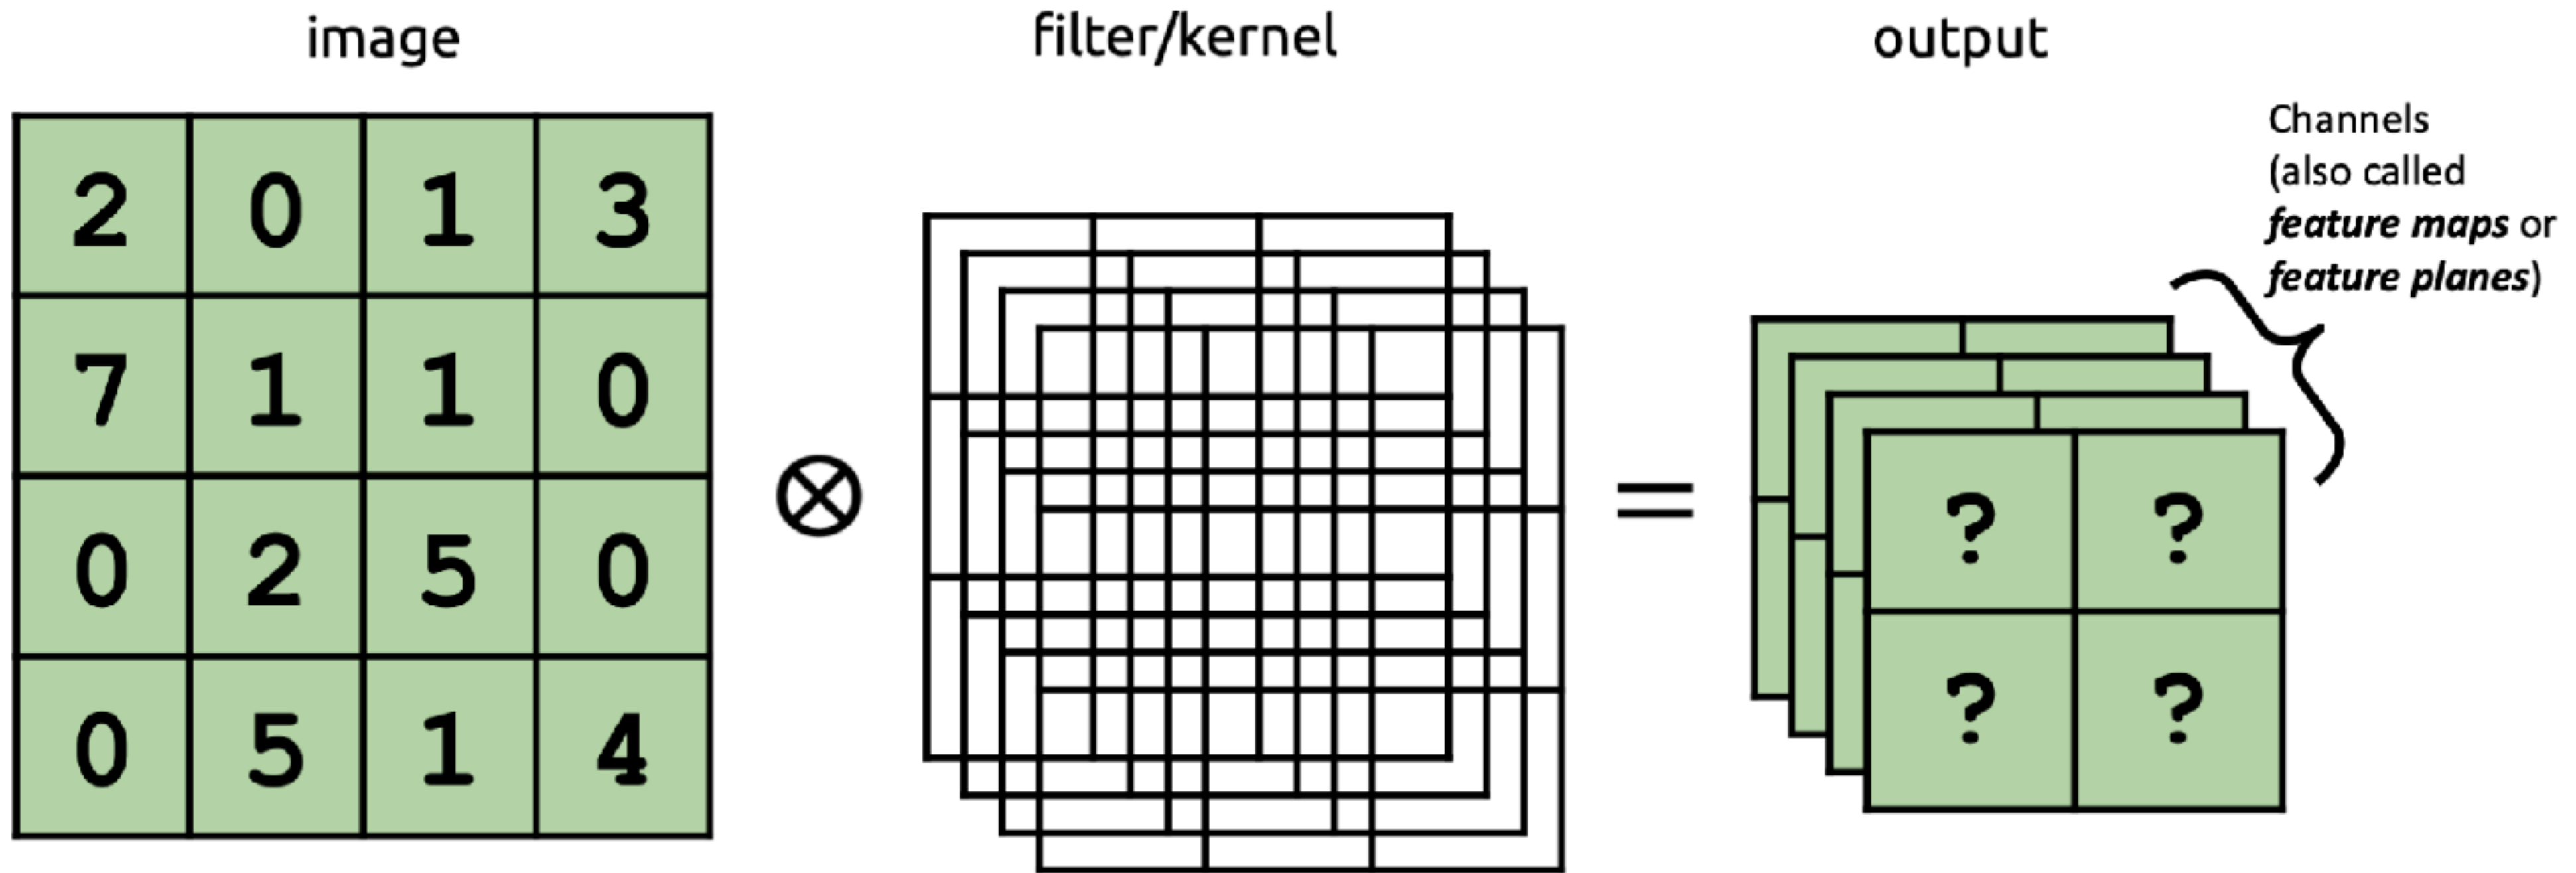 image
filter/kernel
output
Channels
(also called
feature maps or
feature planes)
2 0 1 3
7 1 1 0
0 2 5 0
0 5 1 4
=
? ?
? ?